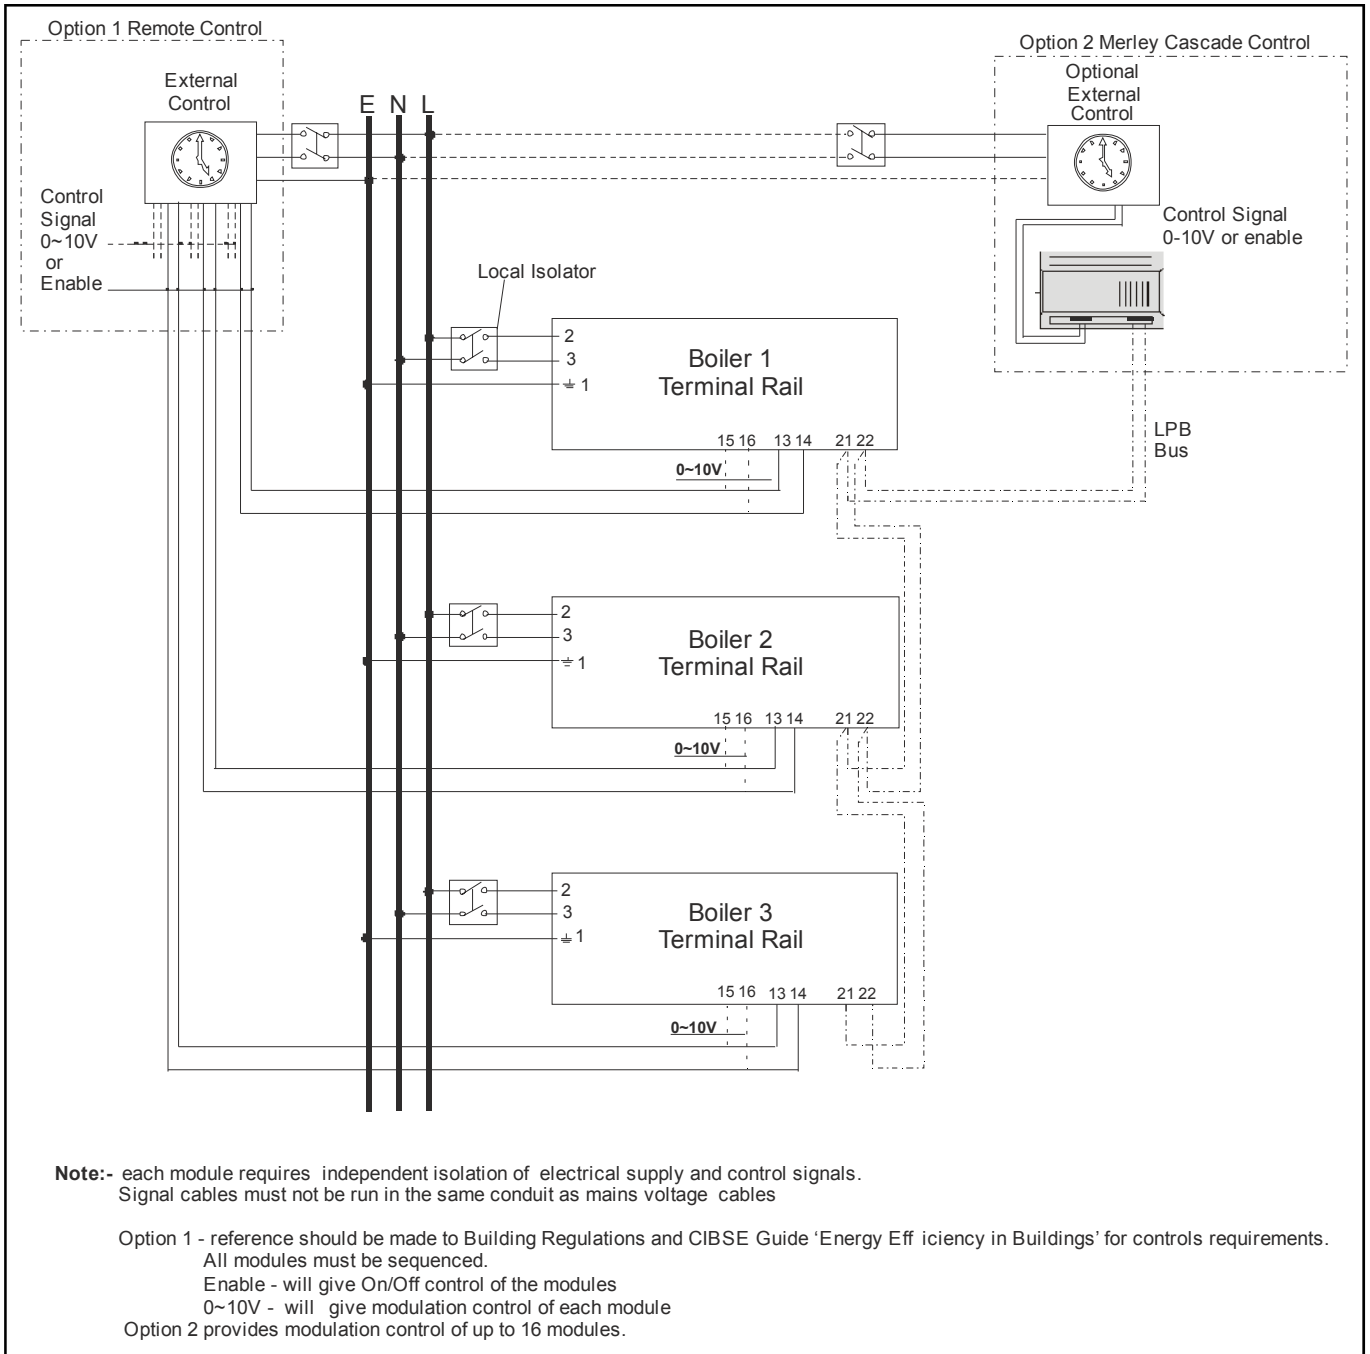 Option 1 Remote Control
Option 2 Merley Cascade Control
External
Control
Optional
External
Control
E N L
Control
Signal
0~10V
or
Enable
Control Signal
0-10V or enable
Local Isolator
2
3
1
Boiler 1
Terminal Rail
15 16 13 14 21 22
0~10V
LPB
Bus
2
3
1
Boiler 2
Terminal Rail
15 16 13 14 21 22
0~10V
2
3
1
Boiler 3
Terminal Rail
15 16 13 14 21 22
0~10V
Note:- each module requires independent isolation of electrical supply and control signals.
Signal cables must not be run in the same conduit as mains voltage cables
Option 1 - reference should be made to Building Regulations and CIBSE Guide ‘Energy Eff iciency in Buildings’ for controls requirements.
All modules must be sequenced.
Enable - will give On/Off control of the modules
0~10V - will give modulation control of each module
Option 2 provides modulation control of up to 16 modules.